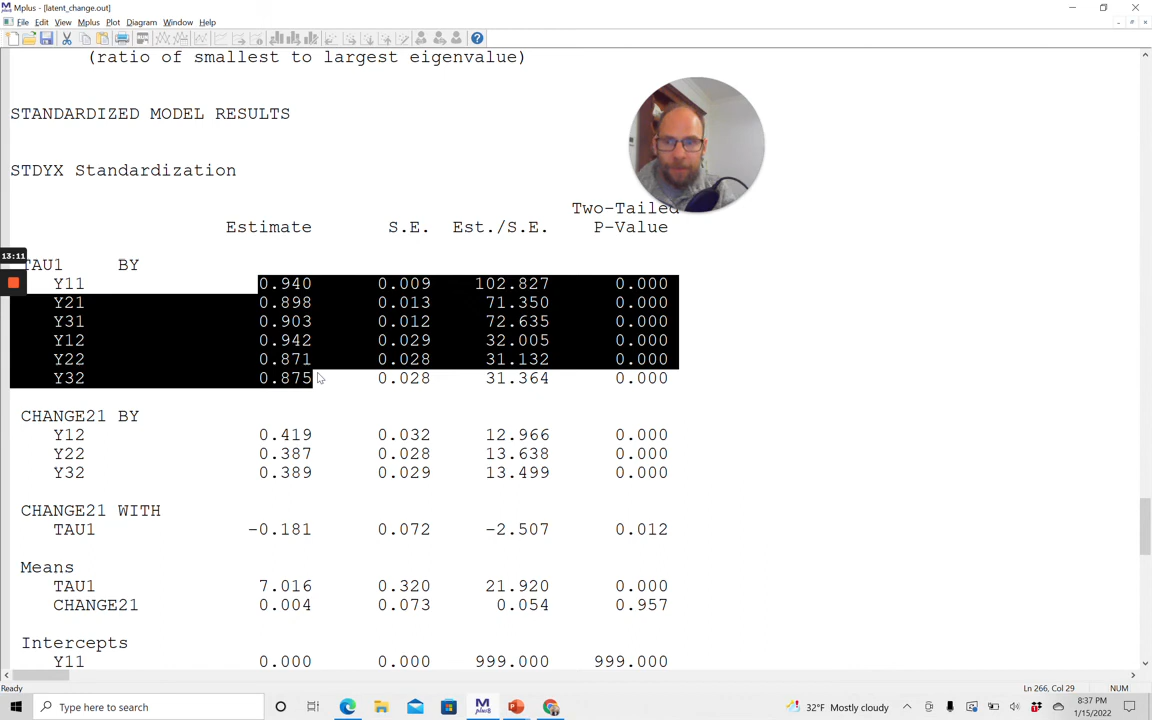 Mplus - [latent_change.out]
File Edit View Mplus Plot Diagram Window Help
(ratio of smallest to largest eigenvalue)
STANDARDIZED MODEL RESULTS
STDYX Standardization
Two-Tailed
Estimate S.E. Est./S.E. P-Value
13:11
TAU1 BY
Y11 0.940 0.009 102.827 0.000
Y21 0.898 0.013 71.350 0.000
Y31 0.903 0.012 72.635 0.000
Y12 0.942 0.029 32.005 0.000
Y22 0.871 0.028 31.132 0.000
Y32 0.875 0.028 31.364 0.000
CHANGE21 BY
Y12 0.419 0.032 12.966 0.000
Y22 0.387 0.028 13.638 0.000
Y32 0.389 0.029 13.499 0.000
CHANGE21 WITH
TAU1 -0.181 0.072 -2.507 0.012
Means
TAU1 7.016 0.320 21.920 0.000
CHANGE21 0.004 0.073 0.054 0.957
Intercepts
Y11 0.000 0.000 999.000 999.000
Ready Ln 266, Col 29 NUM
Type here to search 32°F Mostly cloudy 8:37 PM
1/15/2022